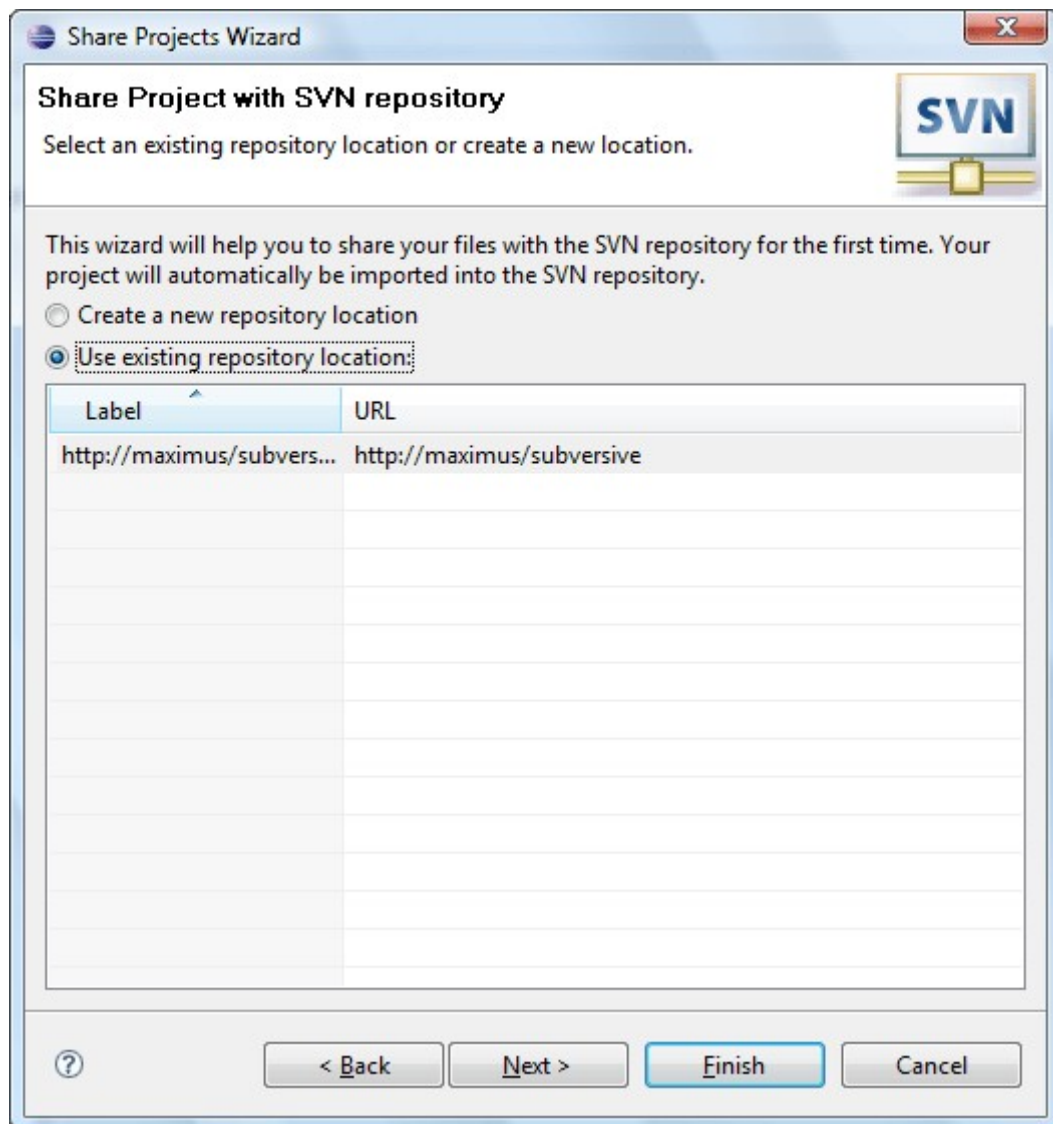 Share Projects Wizard
Share Project with SVN repository
Select an existing repository location or create a new location.
SVN
This wizard will help you to share your files with the SVN repository for the first time. Your
project will automatically be imported into the SVN repository.
Create a new repository location
Use existing repository location:
Label URL
http://maximus/subvers... http://maximus/subversive
< Back Next > Finish Cancel